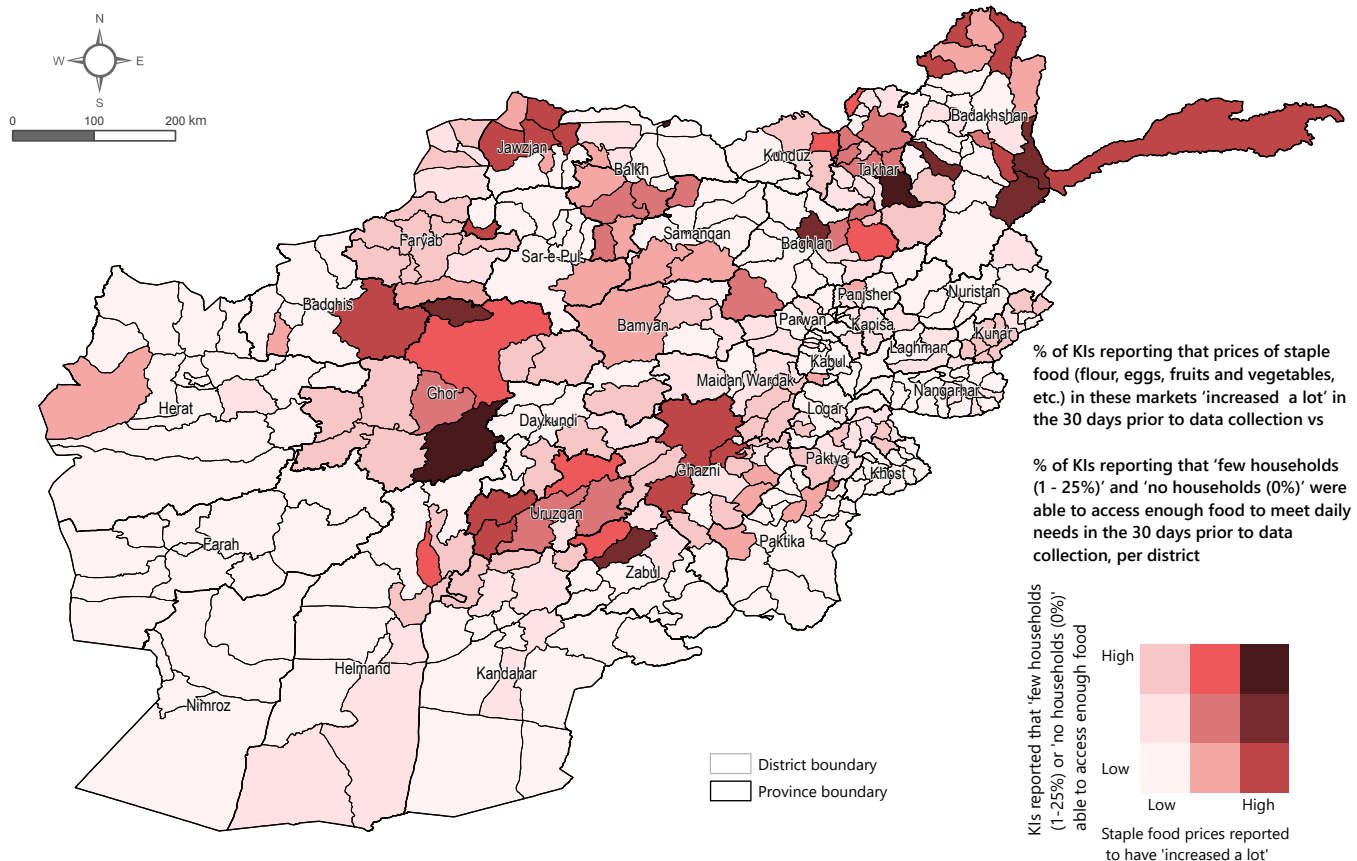 N
W
E
S
0
100
200 km
Badakhshan
Jawzjan
Kunduz
Takhar
Balkh
Faryab
Samangan
Baghlan
Sar-e-Pul
Badghis
Panjsher
Nuristan
Bamyan
Parwan
Kapisa
Kunar
Laghman
Kabul
Maidan Wardak
Nangarhar
Herat
Ghor
Logar
Daykundi
Paktya
Khost
Ghazni
Uruzgan
Farah
Paktika
Zabul
Helmand
Kandahar
Nimroz
% of KIs reporting that prices of staple
food (flour, eggs, fruits and vegetables,
etc.) in these markets 'increased a lot' in
the 30 days prior to data collection vs
% of KIs reporting that 'few households
(1 - 25%)' and 'no households (0%)' were
able to access enough food to meet daily
needs in the 30 days prior to data
collection, per district
District boundary
Province boundary
KIs reported that 'few households
(1-25%) or 'no households (0%)'
able to access enough food
High
Low
Low
High
Staple food prices reported
to have 'increased a lot'